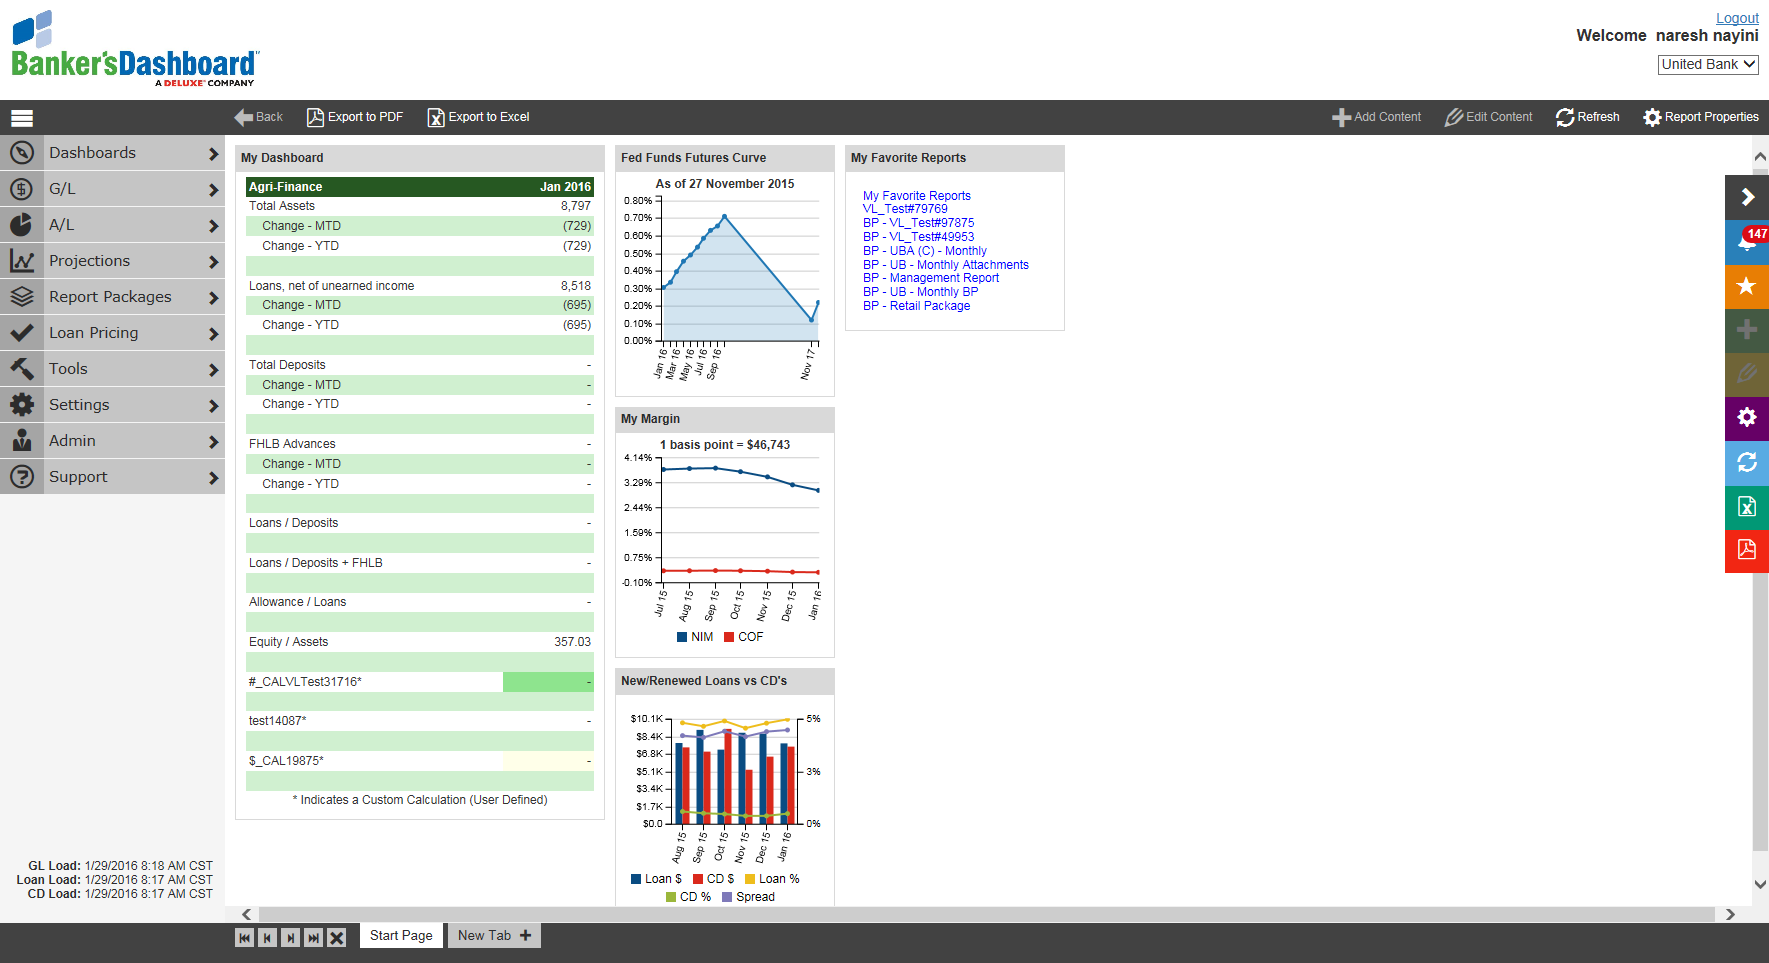 Logout
Welcome naresh nayini
United Bank
Banker'sDashboard
A DELUXE COMPANY
Back
Export to PDF
Export to Excel
Add Content
Edit Content
Refresh
Report Properties
Dashboards
G/L
A/L
Projections
Report Packages
Loan Pricing
Tools
Settings
Admin
Support
GL Load: 1/29/2016 8:18 AM CST
Loan Load: 1/29/2016 8:17 AM CST
CD Load: 1/29/2016 8:17 AM CST
My Dashboard
Agri-Finance Jan 2016
Total Assets 8,797
Change - MTD (729)
Change - YTD (729)
Loans, net of unearned income 8,518
Change - MTD (695)
Change - YTD (695)
Total Deposits -
Change - MTD -
Change - YTD -
FHLB Advances -
Change - MTD -
Change - YTD -
Loans / Deposits -
Loans / Deposits + FHLB -
Allowance / Loans -
Equity / Assets 357.03
#_CALVLTest31716* -
test14087* -
$_CAL19875* -
* Indicates a Custom Calculation (User Defined)
Fed Funds Futures Curve
As of 27 November 2015
0.80%
0.70%
0.60%
0.50%
0.40%
0.30%
0.20%
0.10%
0.00%
Jan 16 Mar 16 May 16 Jul 16 Sep 16 Nov 17
My Margin
1 basis point = $46,743
4.14%
3.29%
2.44%
1.59%
0.75%
-0.10%
Jul 15 Aug 15 Sep 15 Oct 15 Nov 15 Dec 15 Jan 16
NIM COF
New/Renewed Loans vs CD's
$10.1K 5%
$8.4K
$6.8K
$5.1K 3%
$3.4K
$1.7K
$0.0 0%
Aug 15 Sep 15 Oct 15 Nov 15 Dec 15 Jan 16
Loan $ CD $ Loan %
CD % Spread
My Favorite Reports
My Favorite Reports
VL_Test#79769
BP - VL_Test#97875
BP - VL_Test#49953
BP - UBA (C) - Monthly
BP - UB - Monthly Attachments
BP - Management Report
BP - UB - Monthly BP
BP - Retail Package
147
Start Page
New Tab